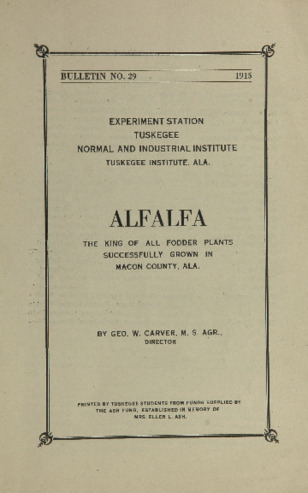 BULLETIN NO. 29 1915
EXPERIMENT STATION
TUSKEGEE
NORMAL AND INDUSTRIAL INSTITUTE
TUSKEGEE INSTITUTE, ALA.
ALFALFA
THE KING OF ALL FODDER PLANTS
SUCCESSFULLY GROWN IN
MACON COUNTY, ALA.
BY GEO. W. CARVER, M. S. AGR.,
DIRECTOR
PRINTED BY TUSKEGEE STUDENTS FROM FUNDS SUPPLIED BY
THE ASH FUND, ESTABLISHED IN MEMORY OF
MRS. ELLEN L. ASH.